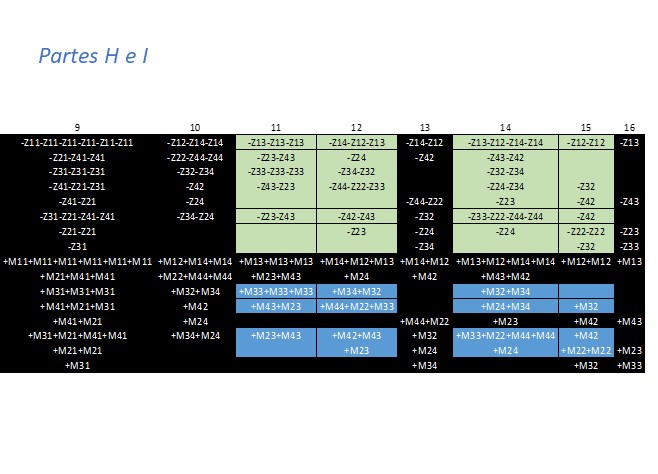 Partes H e I
9 10 11 12 13 14 15 16
-Z11-Z11-Z11-Z11-Z11-Z11 -Z12-Z14-Z14 -Z13-Z13-Z13 -Z14-Z12-Z13 -Z14-Z12 -Z13-Z12-Z14-Z14 -Z12-Z12 -Z13
-Z21-Z41-Z41 -Z22-Z44-Z44 -Z23-Z43 -Z24 -Z42 -Z43-Z42
-Z31-Z31-Z31 -Z32-Z34 -Z33-Z33-Z33 -Z34-Z32 -Z32-Z34
-Z41-Z21-Z31 -Z42 -Z43-Z23 -Z44-Z22-Z33 -Z24-Z34 -Z32
-Z41-Z21 -Z24 -Z44-Z22 -Z23 -Z42 -Z43
-Z31-Z21-Z41-Z41 -Z34-Z24 -Z23-Z43 -Z42-Z43 -Z32 -Z33-Z22-Z44-Z44 -Z42
-Z21-Z21 -Z23 -Z24 -Z24 -Z22-Z22 -Z23
-Z31 -Z34 -Z32 -Z33
+M11+M11+M11+M11+M11+M11 +M12+M14+M14 +M13+M13+M13 +M14+M12+M13 +M14+M12 +M13+M12+M14+M14 +M12+M12 +M13
+M21+M41+M41 +M22+M44+M44 +M23+M43 +M24 +M42 +M43+M42
+M31+M31+M31 +M32+M34 +M33+M33+M33 +M34+M32 +M32+M34
+M41+M21+M31 +M42 +M43+M23 +M44+M22+M33 +M24+M34 +M32
+M41+M21 +M24 +M44+M22 +M23 +M42 +M43
+M31+M21+M41+M41 +M34+M24 +M23+M43 +M42+M43 +M32 +M33+M22+M44+M44 +M42
+M21+M21 +M23 +M24 +M24 +M22+M22 +M23
+M31 +M34 +M32 +M33